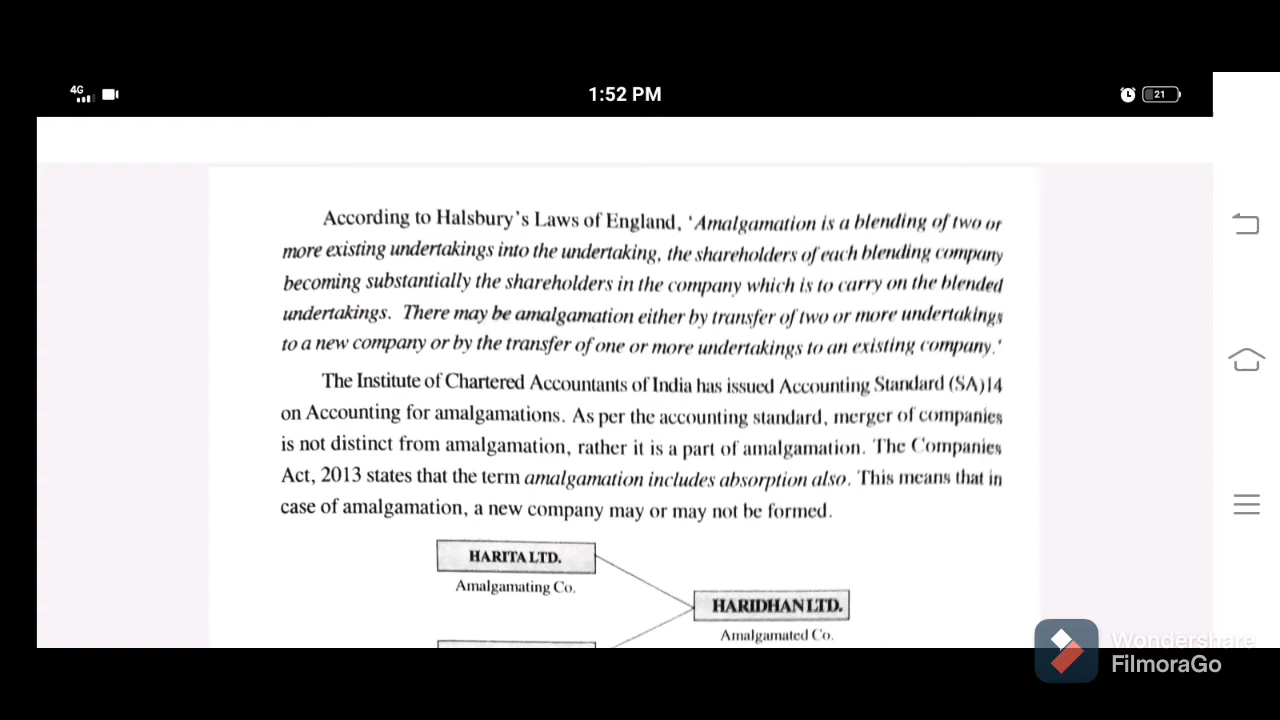 4G
1:52 PM
21
According to Halsbury's Laws of England, 'Amalgamation is a blending of two or
more existing undertakings into the undertaking, the shareholders of each blending company
becoming substantially the shareholders in the company which is to carry on the blended
undertakings. There may be amalgamation either by transfer of two or more undertakings
to a new company or by the transfer of one or more undertakings to an existing company.'
The Institute of Chartered Accountants of India has issued Accounting Standard (SA)14
on Accounting for amalgamations. As per the accounting standard, merger of companies
is not distinct from amalgamation, rather it is a part of amalgamation. The Companies
Act, 2013 states that the term amalgamation includes absorption also. This means that in
case of amalgamation, a new company may or may not be formed.
HARITA LTD.
Amalgamating Co.
HARIDHAN LTD.
Amalgamated Co.
Wondershare
FilmoraGo